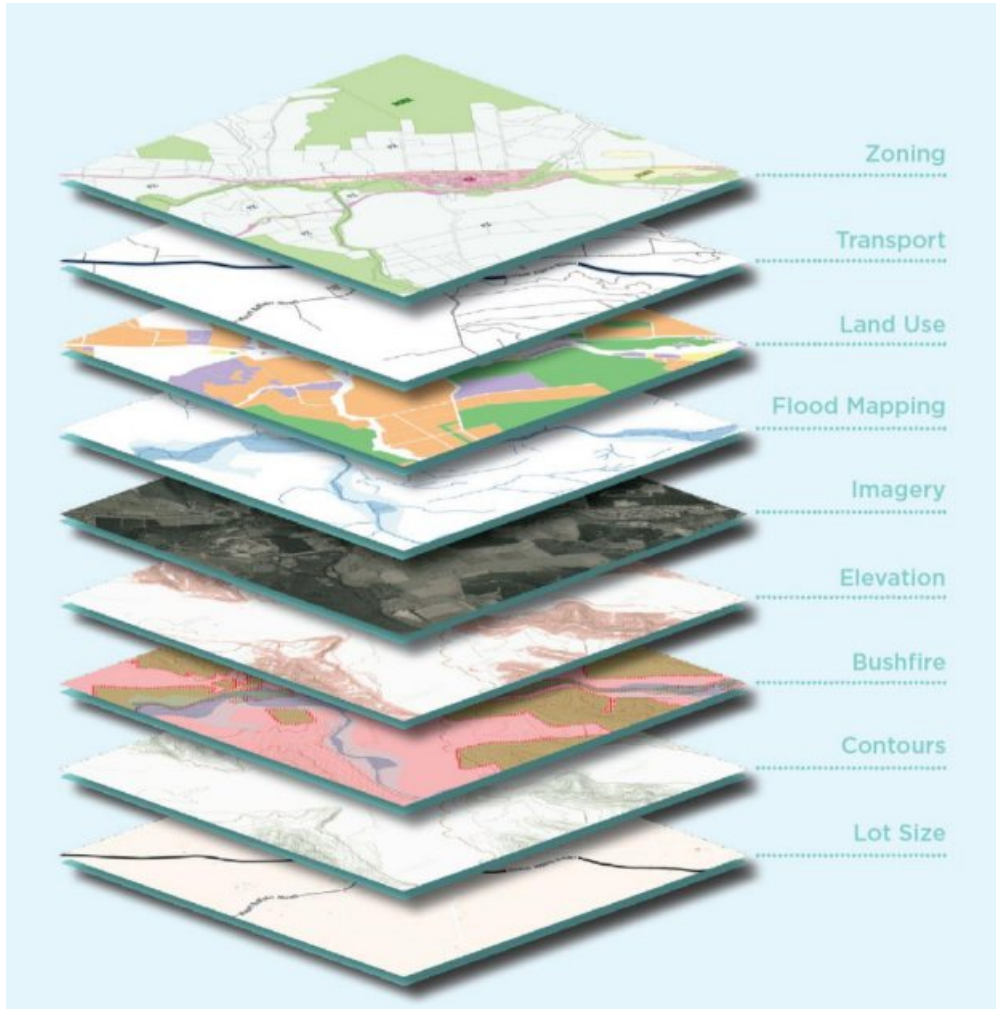 Zoning
Transport
Land Use
Flood Mapping
Imagery
Elevation
Bushfire
Contours
Lot Size